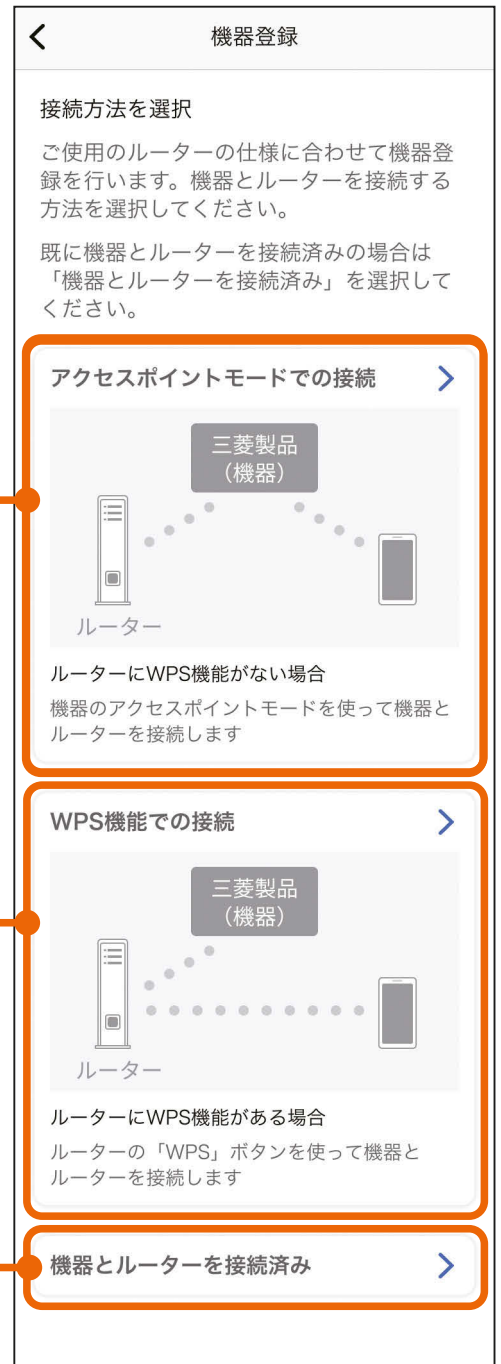 機器登録
接続方法を選択
ご使用のルーターの仕様に合わせて機器登
録を行います。機器とルーターを接続する
方法を選択してください。
既に機器とルーターを接続済みの場合は
「機器とルーターを接続済み」を選択して
ください。
アクセスポイントモードでの接続
三菱製品
（機器）
ルーター
ルーターにWPS機能がない場合
機器のアクセスポイントモードを使って機器と
ルーターを接続します
WPS機能での接続
三菱製品
（機器）
ルーター
ルーターにWPS機能がある場合
ルーターの「WPS」ボタンを使って機器と
ルーターを接続します
機器とルーターを接続済み